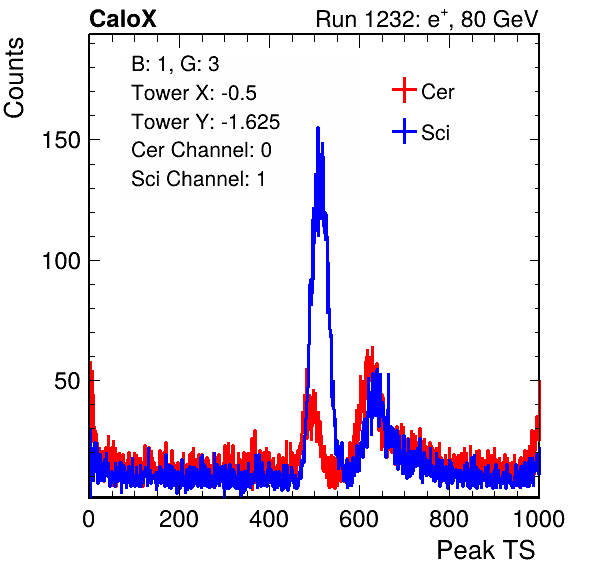 CaloX Run 1232: e⁺, 80 GeV
Counts
B: 1, G: 3
Tower X: -0.5
Tower Y: -1.625
Cer Channel: 0
Sci Channel: 1
Cer
Sci
150
100
50
0 200 400 600 800 1000
Peak TS